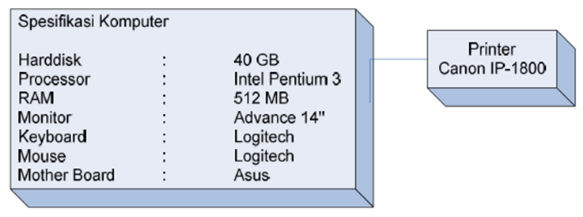 Spesifikasi Komputer
Harddisk : 40 GB
Processor : Intel Pentium 3
RAM : 512 MB
Monitor : Advance 14"
Keyboard : Logitech
Mouse : Logitech
Mother Board : Asus
Printer
Canon IP-1800